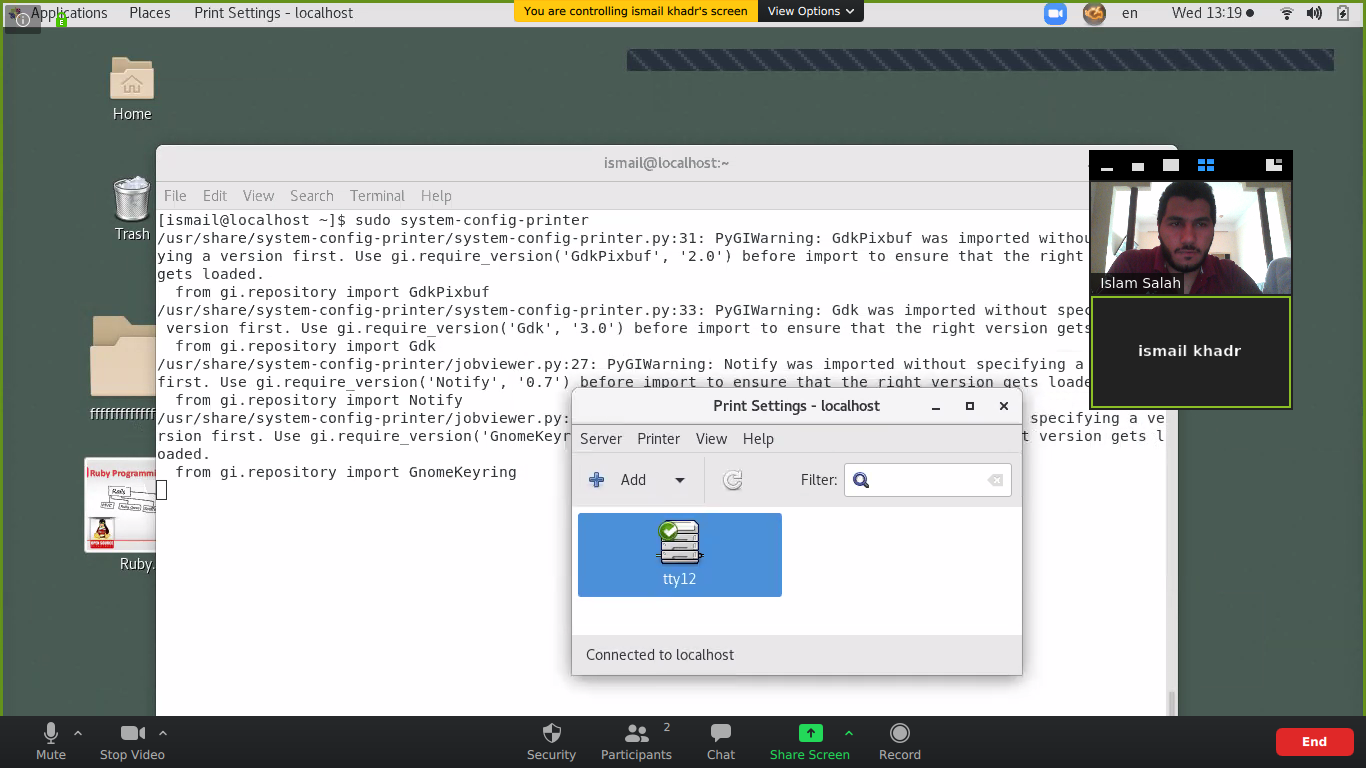 Applications Places Print Settings - localhost
You are controlling ismail khadr's screen View Options
en Wed 13:19
Home
Trash
fffffffffffffff
Ruby Programmi
Rails
Ruby.
ismail@localhost:~
File Edit View Search Terminal Help
[ismail@localhost ~]$ sudo system-config-printer
/usr/share/system-config-printer/system-config-printer.py:31: PyGIWarning: GdkPixbuf was imported withou
ying a version first. Use gi.require_version('GdkPixbuf', '2.0') before import to ensure that the right
gets loaded.
from gi.repository import GdkPixbuf
/usr/share/system-config-printer/system-config-printer.py:33: PyGIWarning: Gdk was imported without spec
version first. Use gi.require_version('Gdk', '3.0') before import to ensure that the right version gets
from gi.repository import Gdk
/usr/share/system-config-printer/jobviewer.py:27: PyGIWarning: Notify was imported without specifying a
first. Use gi.require_version('Notify', '0.7') before import to ensure that the right version gets loade
from gi.repository import Notify
/usr/share/system-config-printer/jobviewer.py: specifying a ve
rsion first. Use gi.require_version('GnomeKeyr t version gets l
oaded.
from gi.repository import GnomeKeyring
Islam Salah
ismail khadr
Print Settings - localhost
Server Printer View Help
Add Filter:
tty12
Connected to localhost
Mute Stop Video Security Participants 2 Chat Share Screen Record End